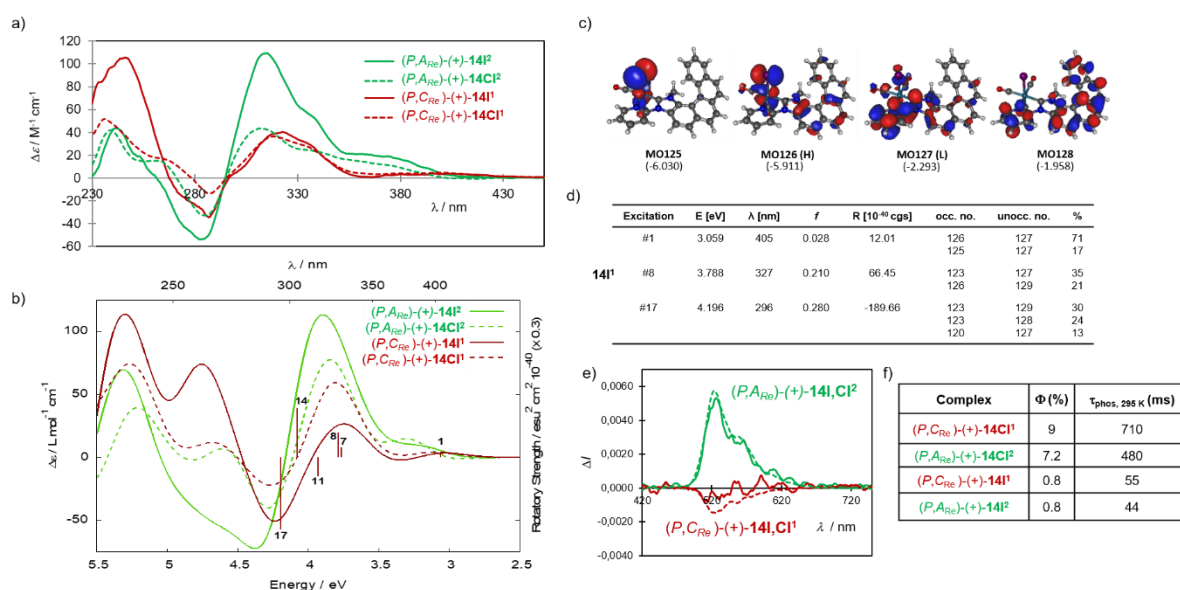 a)
120
100
80
60
40
20
0
-20
-40
-60
230
280
330
380
430
Δε / M⁻¹ cm⁻¹
λ / nm
(P,A_Re)-(+)-14I²
(P,A_Re)-(+)-14Cl²
(P,C_Re)-(+)-14I¹
(P,C_Re)-(+)-14Cl¹
b)
λ / nm
250
300
350
400
100
50
0
-50
Δε / L mol⁻¹ cm⁻¹
Rotatory Strength / esu² cm² 10⁻⁴⁰ (x 0.3)
(P,A_Re)-(+)-14I²
(P,A_Re)-(+)-14Cl²
(P,C_Re)-(+)-14I¹
(P,C_Re)-(+)-14Cl¹
14
8
7
1
11
17
5.5
5
4.5
4
3.5
3
2.5
Energy / eV
c)
MO125
(-6.030)
MO126 (H)
(-5.911)
MO127 (L)
(-2.293)
MO128
(-1.958)
d)
Excitation E [eV] λ [nm] f R [10⁻⁴⁰ cgs] occ. no. unocc. no. %
#1 3.059 405 0.028 12.01 126 127 71
125 127 17
14I¹ #8 3.788 327 0.210 66.45 123 127 35
126 129 21
#17 4.196 296 0.280 -189.66 123 129 30
123 128 24
120 127 13
e)
0,0060
0,0040
0,0020
0,0000
-0,0020
-0,0040
ΔI
420
520
620
720
λ / nm
(P,A_Re)-(+)-14I,Cl²
(P,C_Re)-(+)-14I,Cl¹
f)
Complex Φ (%) τ_phos, 295 K (ms)
(P,C_Re)-(+)-14Cl¹ 9 710
(P,A_Re)-(+)-14Cl² 7.2 480
(P,C_Re)-(+)-14I¹ 0.8 55
(P,A_Re)-(+)-14I² 0.8 44